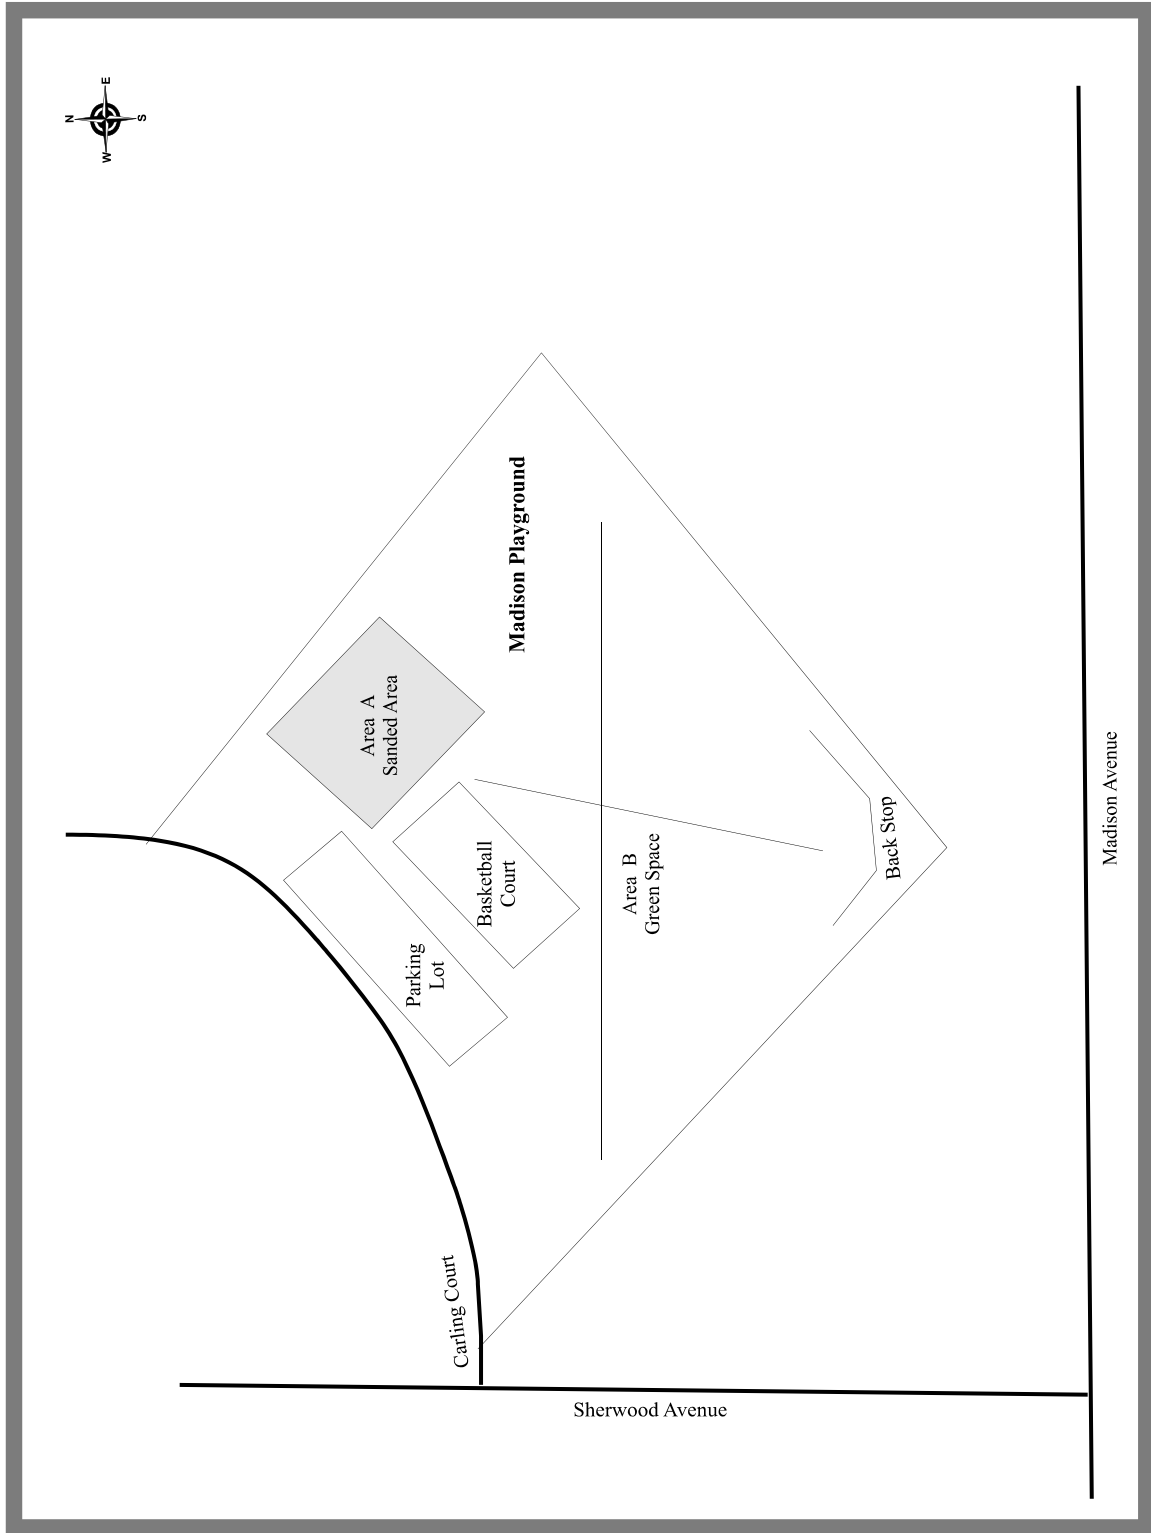 N
E
S
W
Madison Playground
Area A
Sanded Area
Basketball
Court
Parking
Lot
Area B
Green Space
Back Stop
Carling Court
Sherwood Avenue
Madison Avenue